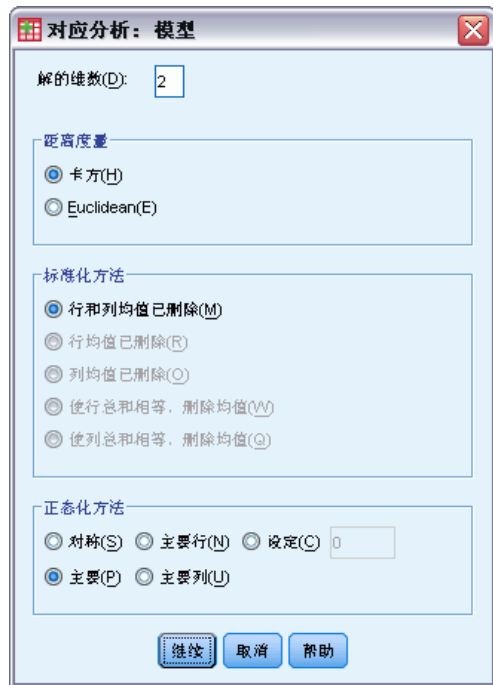 对应分析：模型
解的维数(D): 2
距离度量
卡方(H)
Euclidean(E)
标准化方法
行和列均值已删除(M)
行均值已删除(R)
列均值已删除(O)
使行总和相等，删除均值(W)
使列总和相等，删除均值(Q)
正态化方法
对称(S) 主要行(N) 设定(C) 0
主要(P) 主要列(U)
继续 取消 帮助